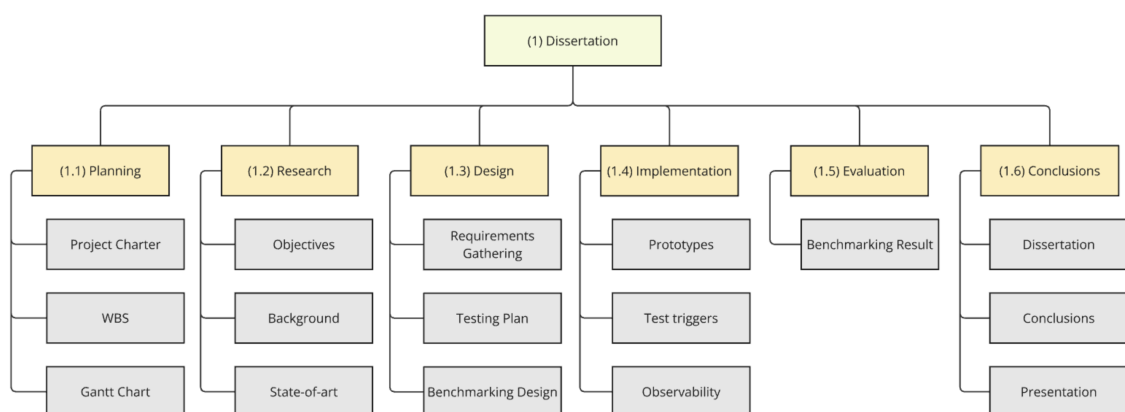 (1) Dissertation
(1.1) Planning
(1.2) Research
(1.3) Design
(1.4) Implementation
(1.5) Evaluation
(1.6) Conclusions
Project Charter
Objectives
Requirements
Gathering
Prototypes
Benchmarking Result
Dissertation
WBS
Background
Testing Plan
Test triggers
Conclusions
Gantt Chart
State-of-art
Benchmarking Design
Observability
Presentation